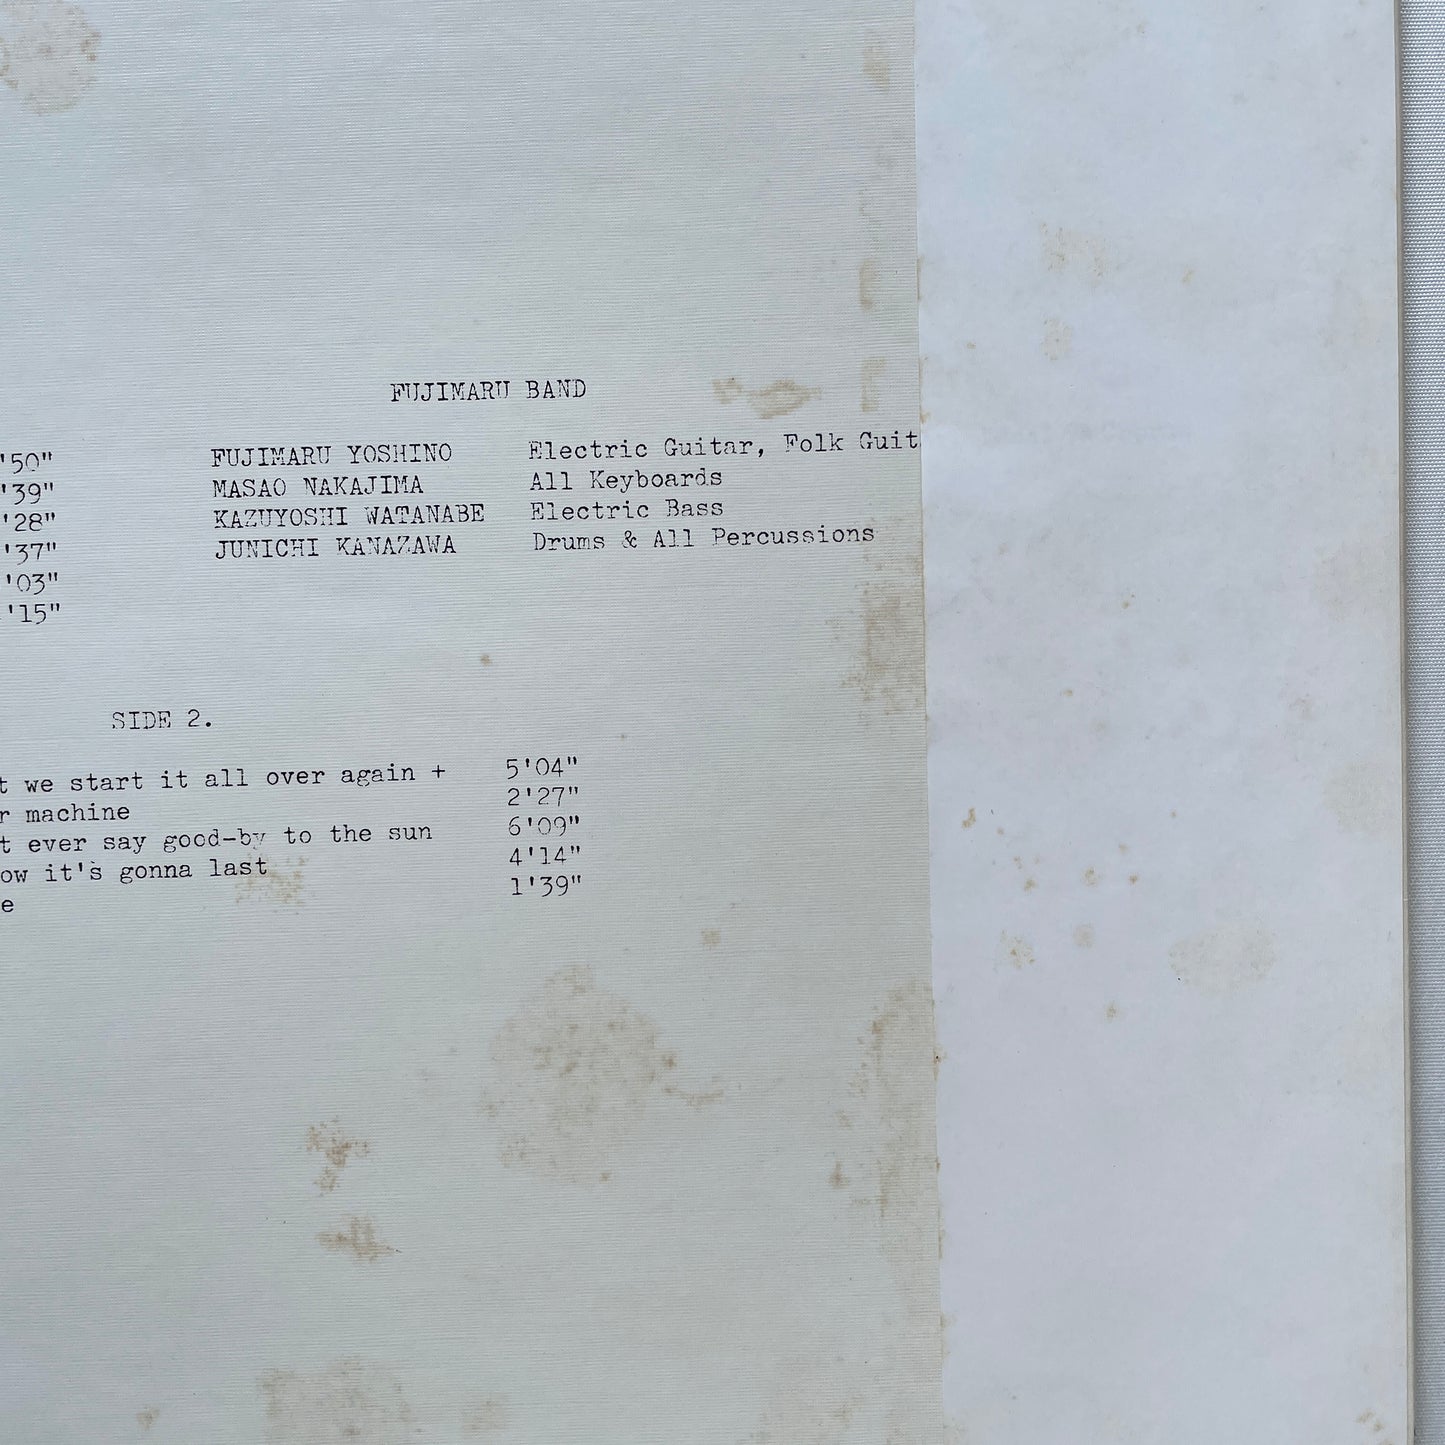 FUJIMARU BAND
'50" FUJIMARU YOSHINO Electric Guitar, Folk Guit
'39" MASAO NAKAJIMA All Keyboards
'28" KAZUYOSHI WATANABE Electric Bass
'37" JUNICHI KANAZAWA Drums & All Percussions
'03"
'15"
SIDE 2.
t we start it all over again + 5'04"
r machine 2'27"
t ever say good-by to the sun 6'09"
ow it's gonna last 4'14"
e 1'39"